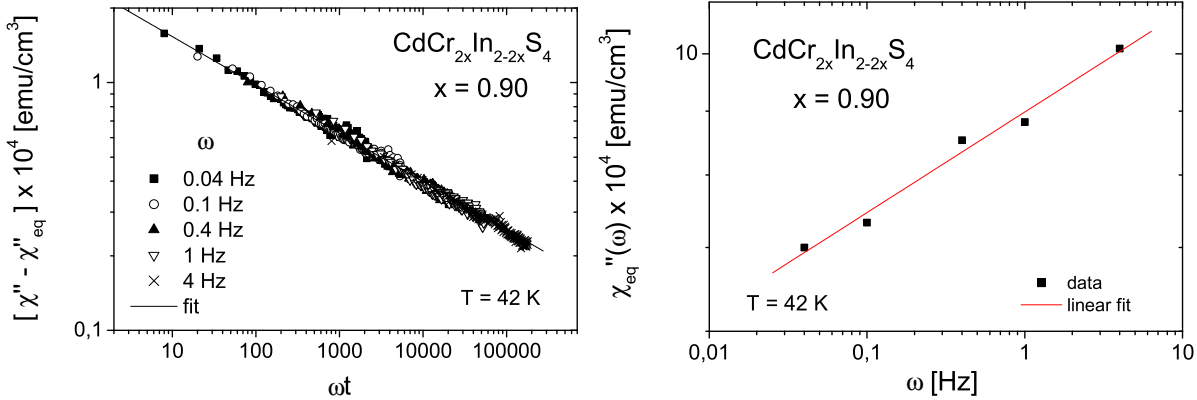 [ χ" - χ"eq ] x 10^4 [emu/cm^3]
1
0,1
CdCr2xIn2-2xS4
x = 0.90
ω
0.04 Hz
0.1 Hz
0.4 Hz
1 Hz
4 Hz
fit
T = 42 K
10 100 1000 10000 100000
ωt
χeq"(ω) x 10^4 [emu/cm^3]
10
CdCr2xIn2-2xS4
x = 0.90
data
linear fit
T = 42 K
0,01 0,1 1 10
ω [Hz]